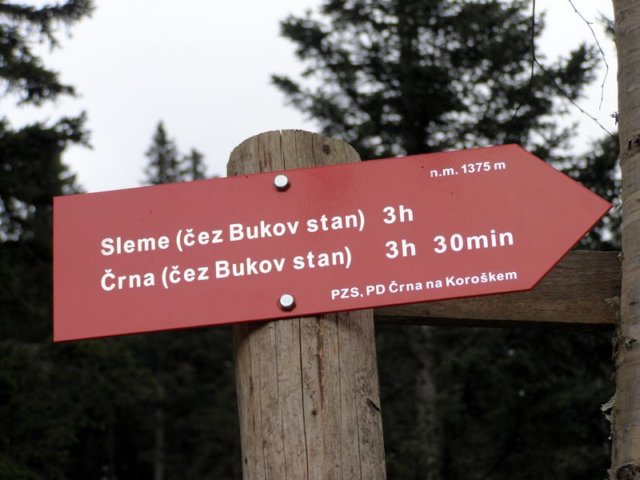 n.m. 1375 m
Sleme (čez Bukov stan) 3h
Črna (čez Bukov stan) 3h 30min
PZS, PD Črna na Koroškem